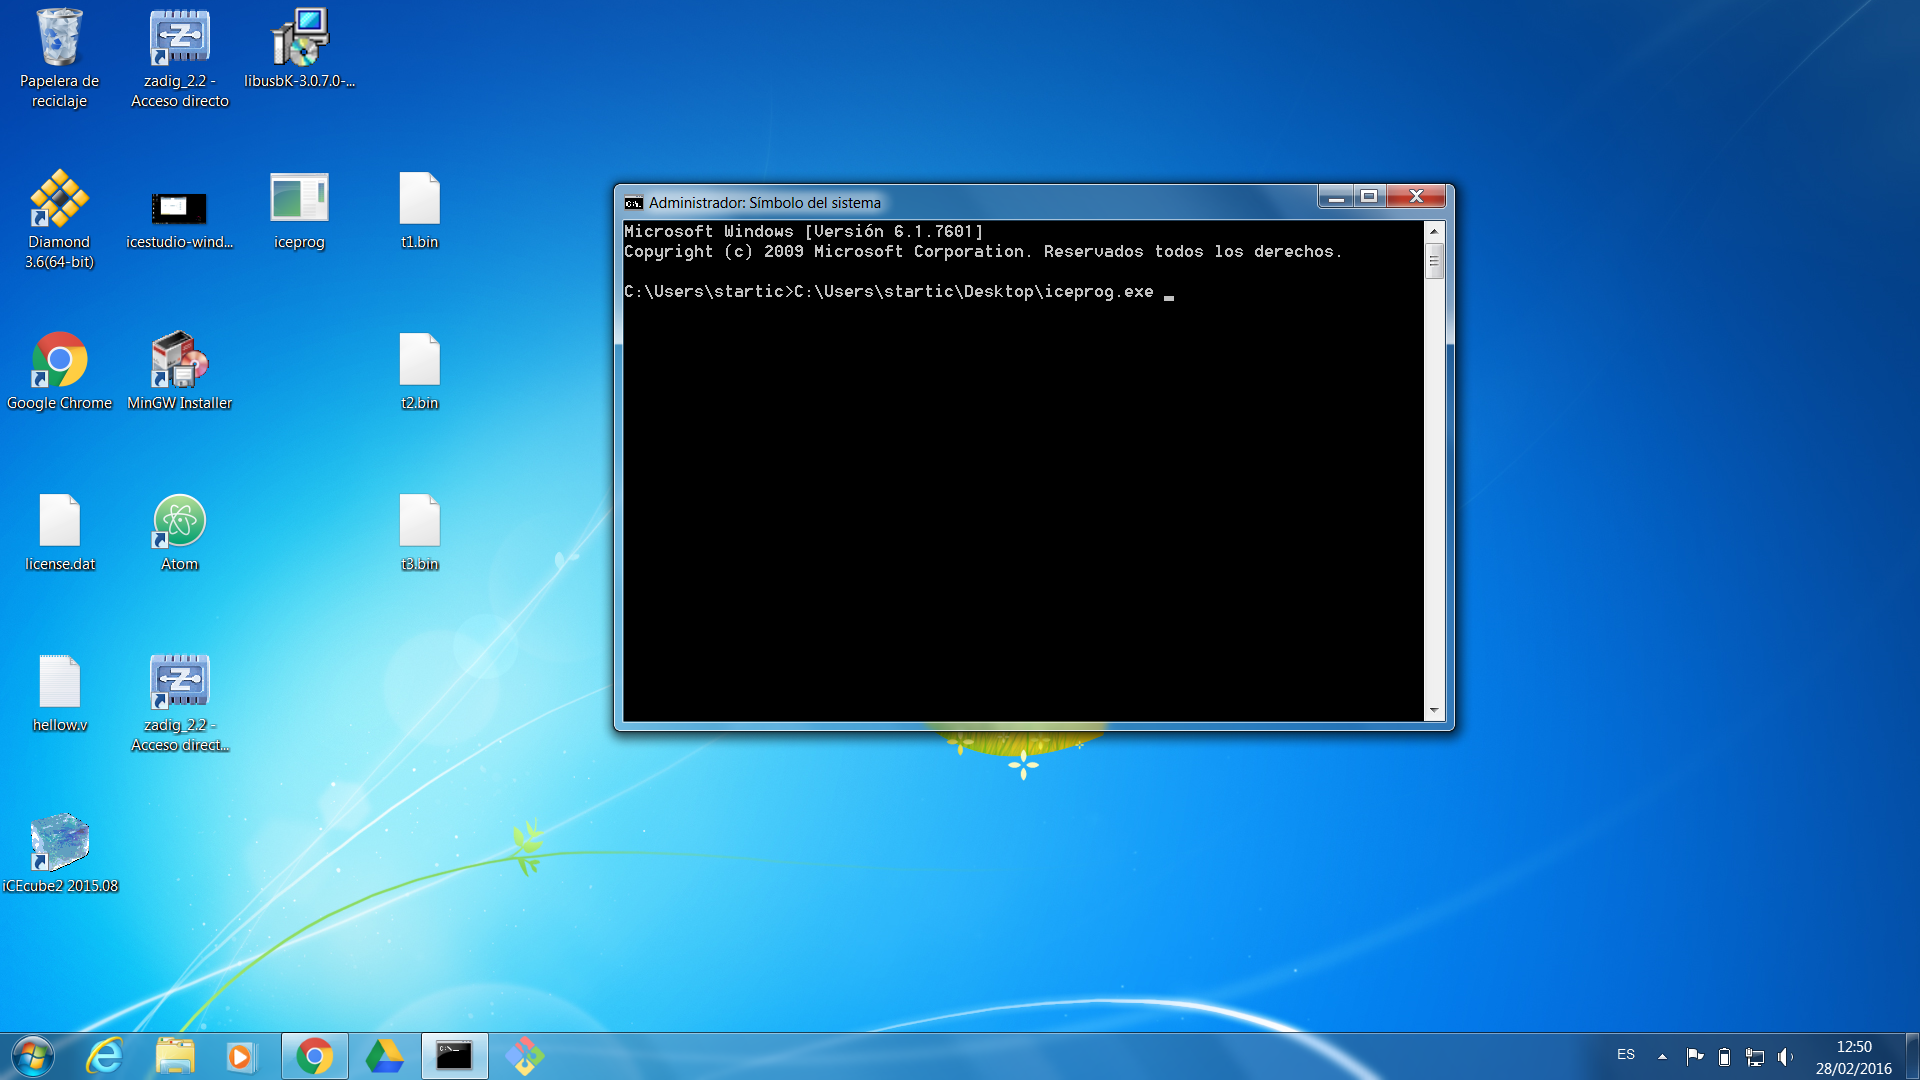 Papelera de
reciclaje
zadig_2.2 -
Acceso directo
libusbK-3.0.7.0-...
Diamond
3.6(64-bit)
icestudio-wind...
iceprog
t1.bin
Google Chrome
MinGW Installer
t2.bin
license.dat
Atom
t3.bin
hellow.v
zadig_2.2 -
Acceso direct...
iCEcube2 2015.08
Administrador: Símbolo del sistema
Microsoft Windows [Versión 6.1.7601]
Copyright (c) 2009 Microsoft Corporation. Reservados todos los derechos.
C:\Users\startic>C:\Users\startic\Desktop\iceprog.exe _
ES
12:50
28/02/2016